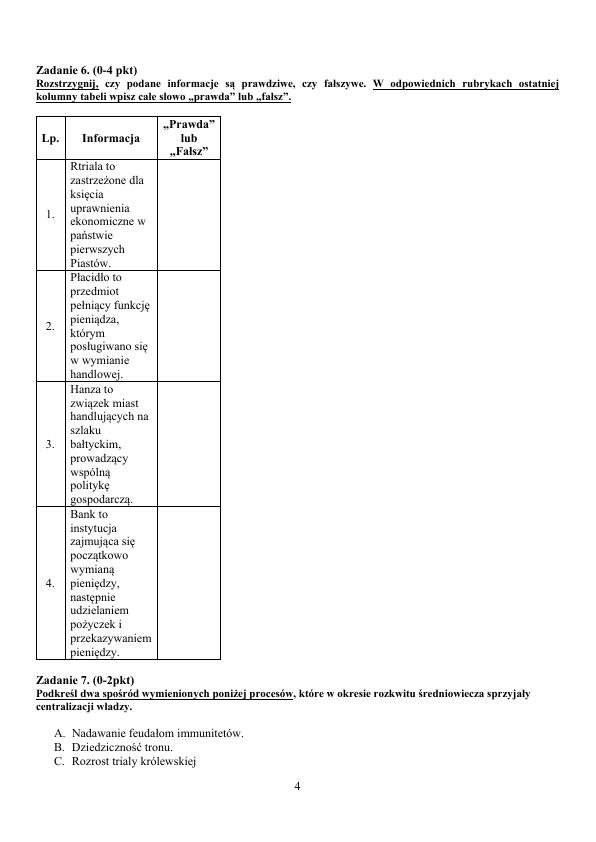 Zadanie 6. (0-4 pkt)
Rozstrzygnij, czy podane informacje są prawdziwe, czy fałszywe. W odpowiednich rubrykach ostatniej
kolumny tabeli wpisz całe słowo „prawda” lub „fałsz”.
Lp.
Informacja
„Prawda”
lub
„Fałsz”
1.
Rtriala to
zastrzeżone dla
księcia
uprawnienia
ekonomiczne w
państwie
pierwszych
Piastów.
2.
Płacidło to
przedmiot
pełniący funkcję
pieniądza,
którym
posługiwano się
w wymianie
handlowej.
3.
Hanza to
związek miast
handlujących na
szlaku
bałtyckim,
prowadzący
wspólną
politykę
gospodarczą.
4.
Bank to
instytucja
zajmująca się
początkowo
wymianą
pieniędzy,
następnie
udzielaniem
pożyczek i
przekazywaniem
pieniędzy.
Zadanie 7. (0-2pkt)
Podkreśl dwa spośród wymienionych poniżej procesów, które w okresie rozkwitu średniowiecza sprzyjały
centralizacji władzy.
A. Nadawanie feudałom immunitetów.
B. Dziedziczność tronu.
C. Rozrost trialy królewskiej
4